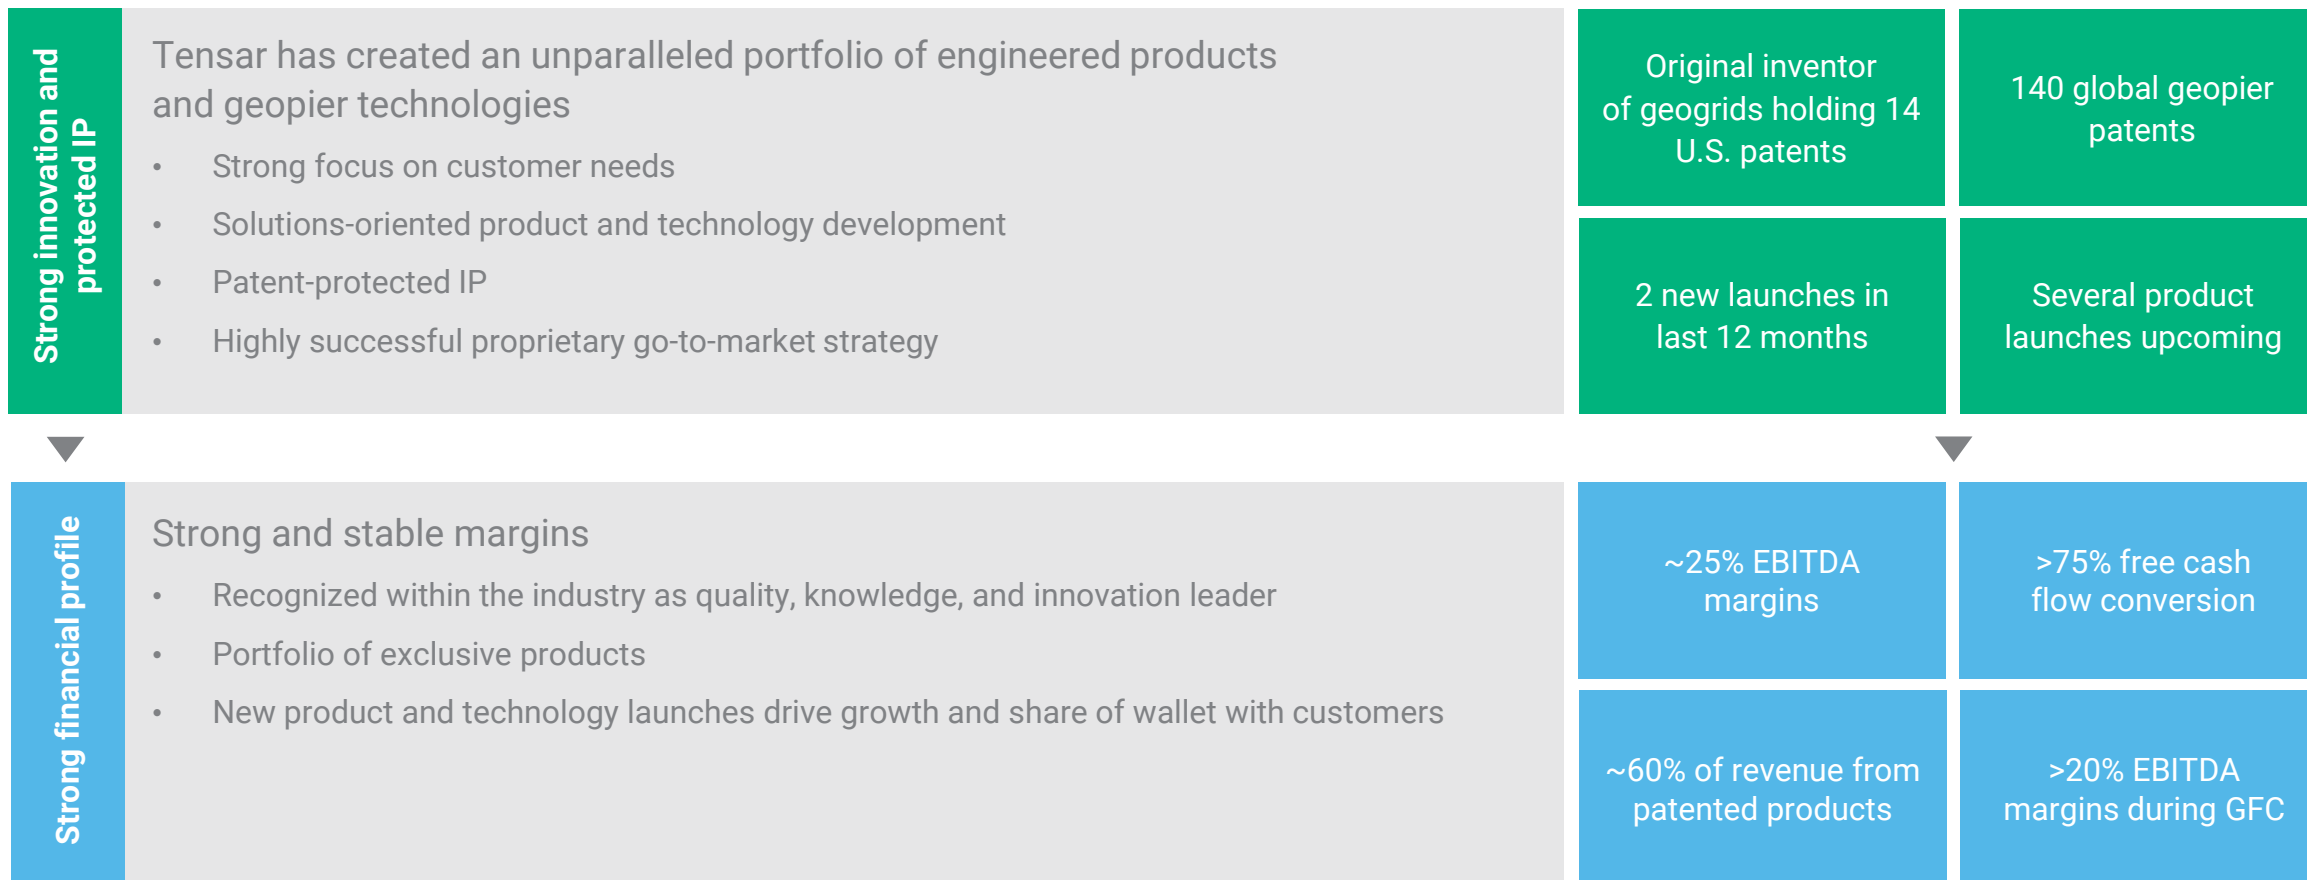 Strong innovation and
protected IP
Tensar has created an unparalleled portfolio of engineered products
and geopier technologies
• Strong focus on customer needs
• Solutions-oriented product and technology development
• Patent-protected IP
• Highly successful proprietary go-to-market strategy
Original inventor
of geogrids holding 14
U.S. patents
140 global geopier
patents
2 new launches in
last 12 months
Several product
launches upcoming
Strong financial profile
Strong and stable margins
• Recognized within the industry as quality, knowledge, and innovation leader
• Portfolio of exclusive products
• New product and technology launches drive growth and share of wallet with customers
~25% EBITDA
margins
>75% free cash
flow conversion
~60% of revenue from
patented products
>20% EBITDA
margins during GFC